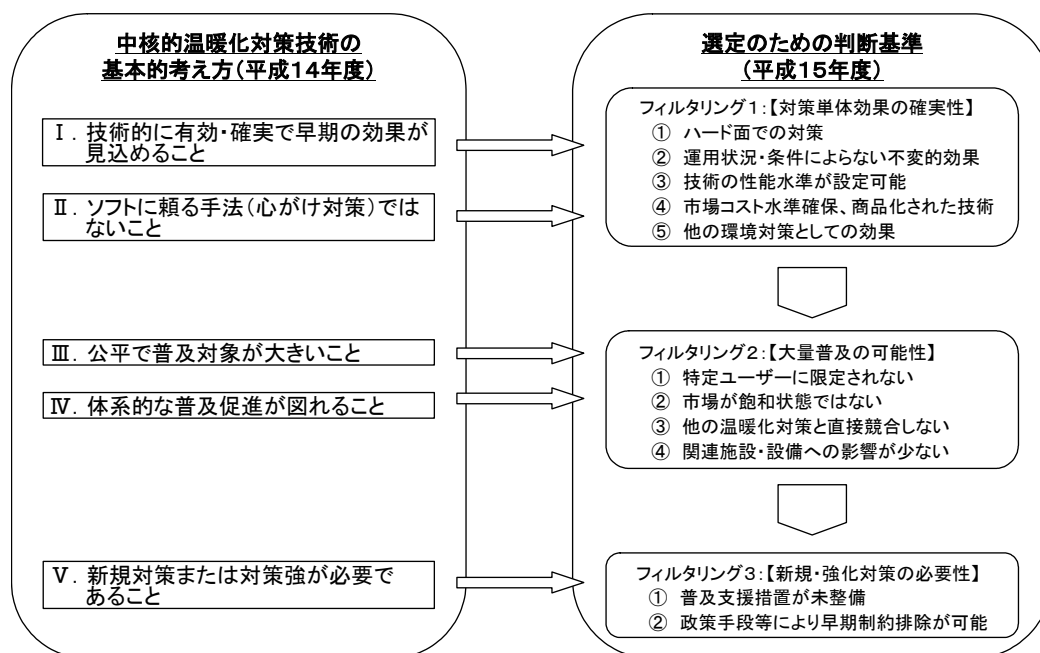 中核的温暖化対策技術の
基本的考え方(平成14年度)
Ⅰ．技術的に有効・確実で早期の効果が
見込めること
Ⅱ．ソフトに頼る手法(心がけ対策)では
ないこと
Ⅲ．公平で普及対象が大きいこと
Ⅳ．体系的な普及促進が図れること
Ⅴ．新規対策または対策強が必要で
あること
選定のための判断基準
(平成15年度)
フィルタリング1:【対策単体効果の確実性】
① ハード面での対策
② 運用状況・条件によらない不変的効果
③ 技術の性能水準が設定可能
④ 市場コスト水準確保、商品化された技術
⑤ 他の環境対策としての効果
フィルタリング2:【大量普及の可能性】
① 特定ユーザーに限定されない
② 市場が飽和状態ではない
③ 他の温暖化対策と直接競合しない
④ 関連施設・設備への影響が少ない
フィルタリング3:【新規・強化対策の必要性】
① 普及支援措置が未整備
② 政策手段等により早期制約排除が可能